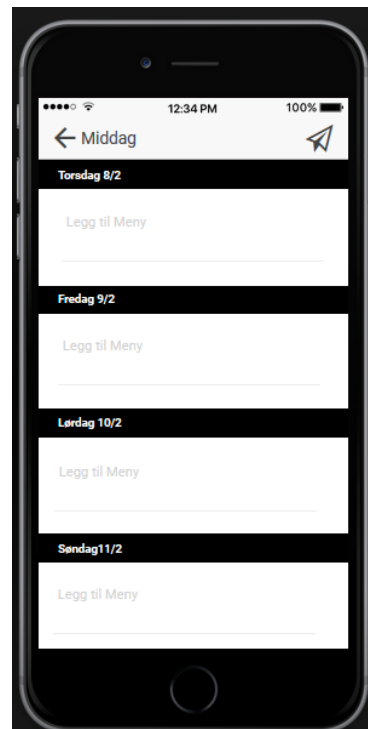 12:34 PM 100%
Middag
Torsdag 8/2
Legg til Meny
Fredag 9/2
Legg til Meny
Lørdag 10/2
Legg til Meny
Søndag11/2
Legg til Meny